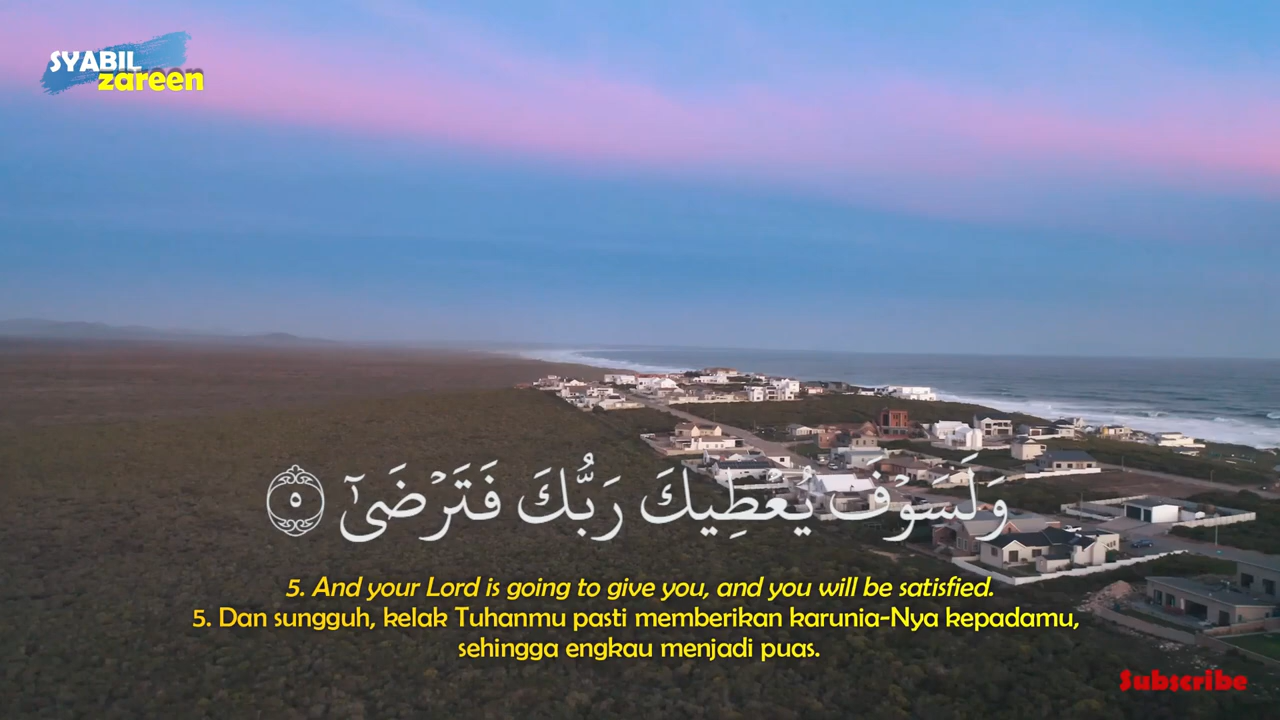 SYABIL
zareen
وَلَسَوْفَ يُعْطِيكَ رَبُّكَ فَتَرْضَىٰٓ ٥
5. And your Lord is going to give you, and you will be satisfied.
5. Dan sungguh, kelak Tuhanmu pasti memberikan karunia-Nya kepadamu,
sehingga engkau menjadi puas.
Subscribe